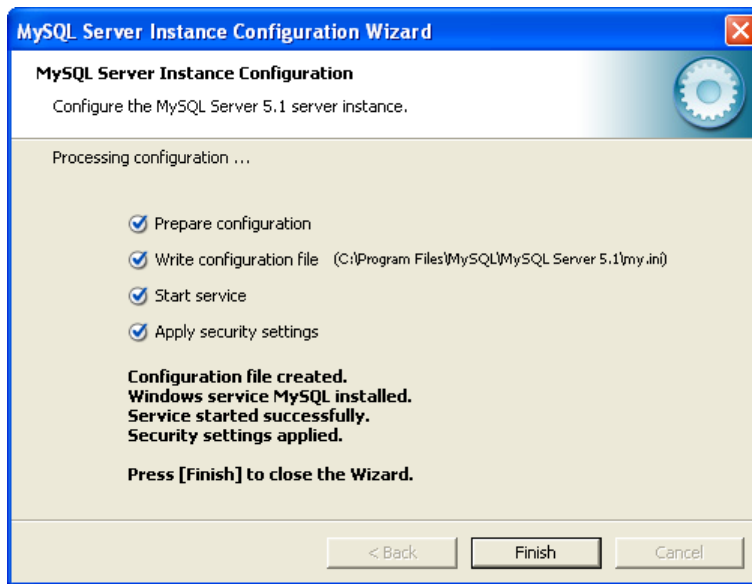 MySQL Server Instance Configuration Wizard
MySQL Server Instance Configuration
Configure the MySQL Server 5.1 server instance.
Processing configuration ...
Prepare configuration
Write configuration file (C:\Program Files\MySQL\MySQL Server 5.1\my.ini)
Start service
Apply security settings
Configuration file created.
Windows service MySQL installed.
Service started successfully.
Security settings applied.
Press [Finish] to close the Wizard.
< Back Finish Cancel